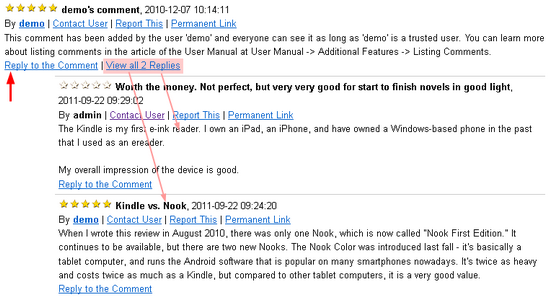 demo's comment, 2010-12-07 10:14:11
By demo | Contact User | Report This | Permanent Link
This comment has been added by the user 'demo' and everyone can see it as long as 'demo' is a trusted user. You can learn more
about listing comments in the article of the User Manual at User Manual -> Additional Features -> Listing Comments.
Reply to the Comment | View all 2 Replies
Worth the money. Not perfect, but very very good for start to finish novels in good light,
2011-09-22 09:29:02
By admin | Contact User | Report This | Permanent Link
The Kindle is my first e-ink reader. I own an iPad, an iPhone, and have owned a Windows-based phone in the past
that I used as an ereader.
My overall impression of the device is good.
Reply to the Comment
Kindle vs. Nook, 2011-09-22 09:24:20
By demo | Contact User | Report This | Permanent Link
When I wrote this review in August 2010, there was only one Nook, which is now called "Nook First Edition." It
continues to be available, but there are two new Nooks. The Nook Color was introduced last fall - it's basically a
tablet computer, and runs the Android software that is popular on many smartphones nowadays. It's twice as heavy
and costs twice as much as a Kindle, but compared to other tablet computers, it is a very good value.
Reply to the Comment